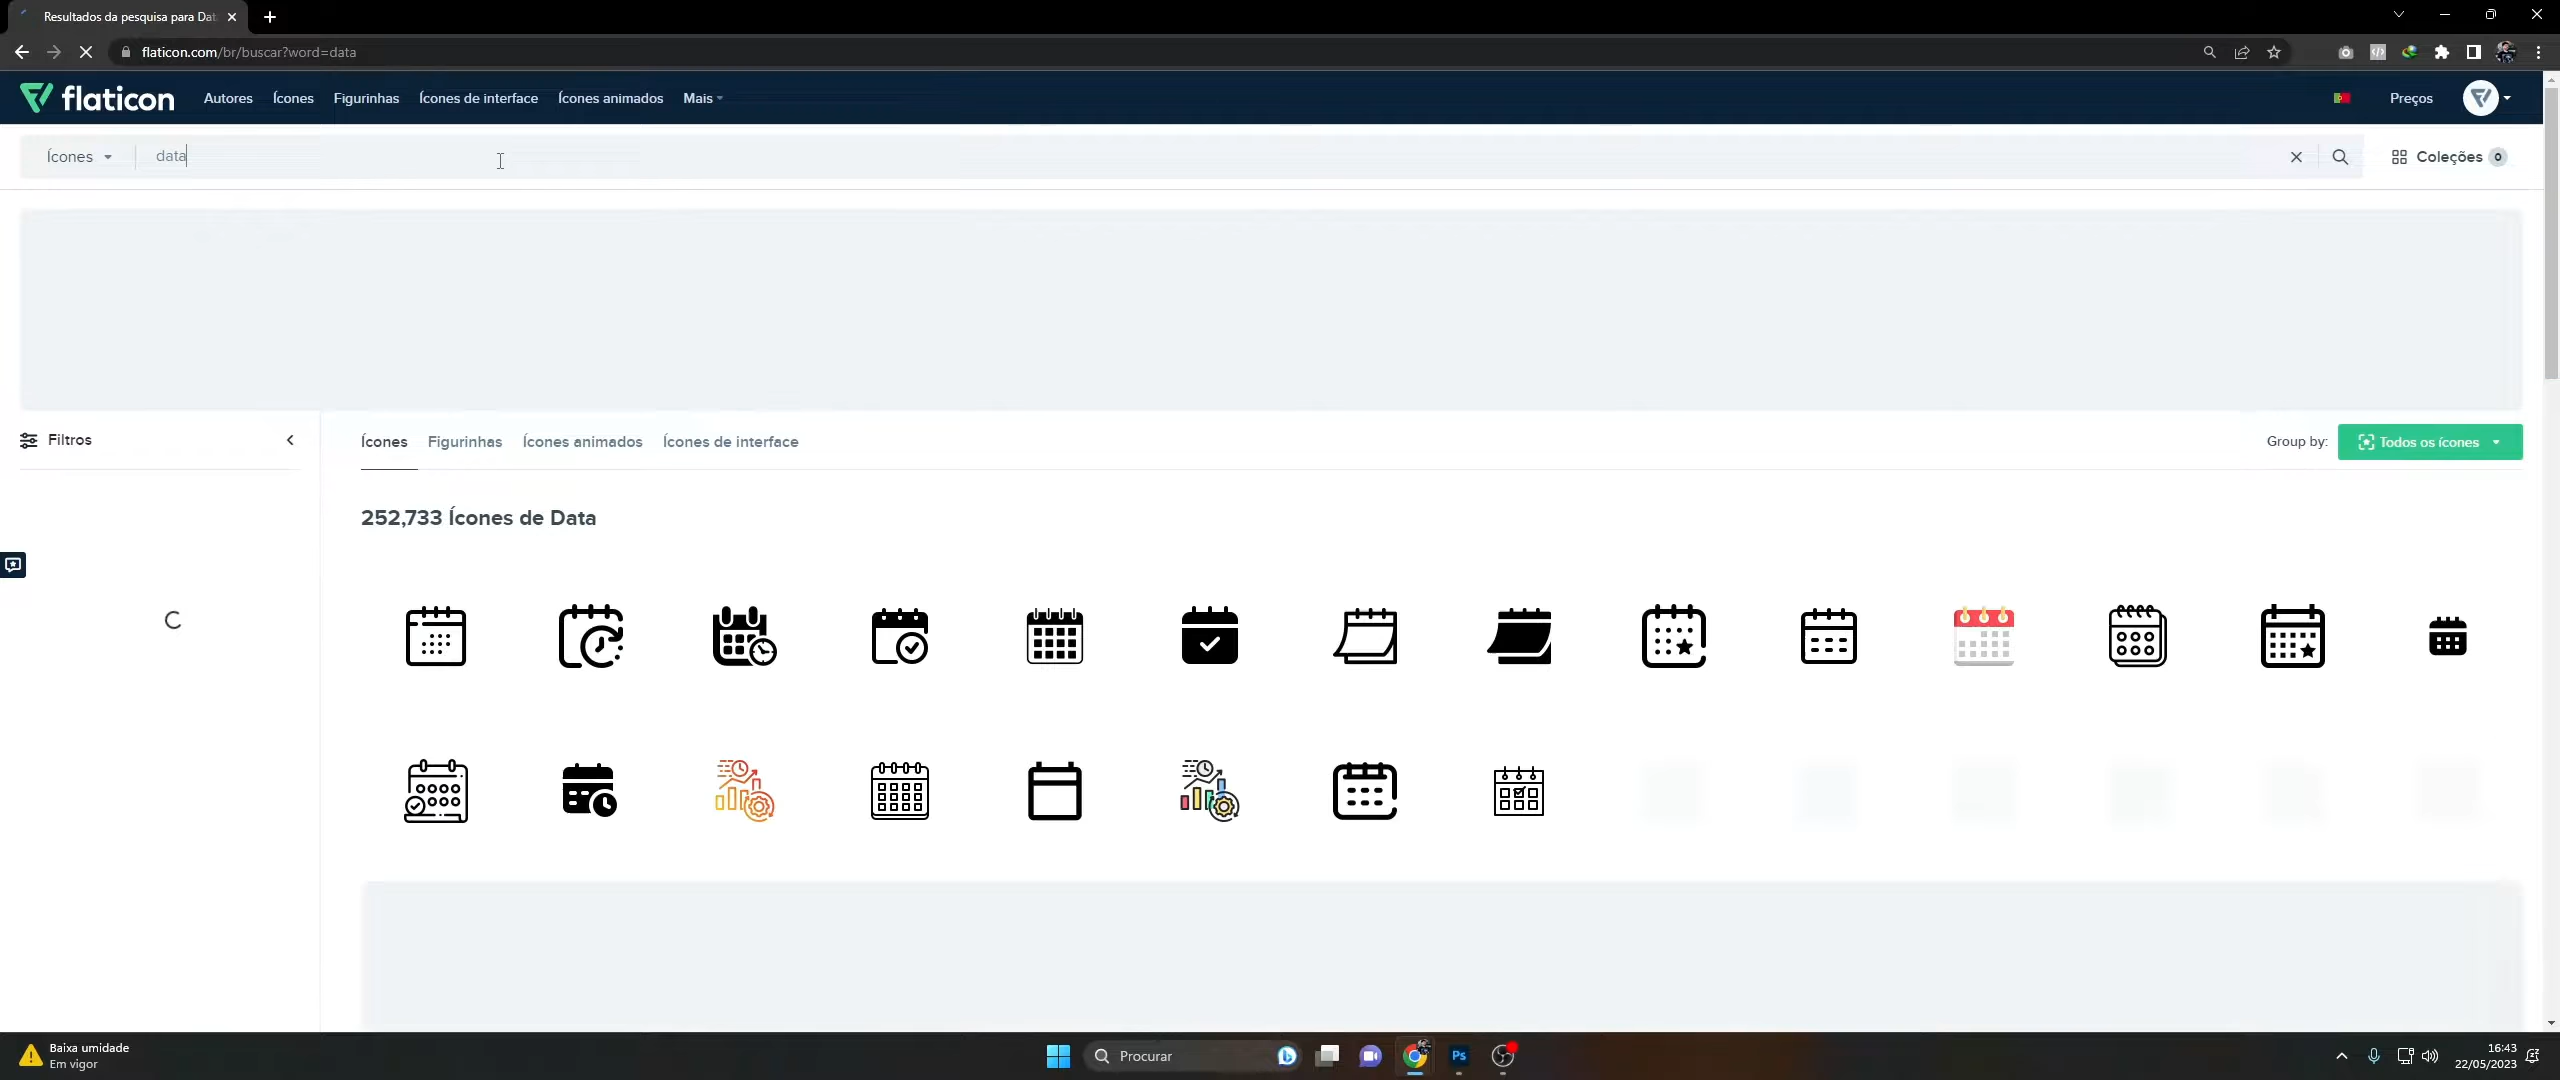 Resultados da pesquisa para Dat
flaticon.com/br/buscar?word=data
flaticon
Autores
Ícones
Figurinhas
Ícones de interface
Ícones animados
Mais
Preços
Ícones
data
Coleções 0
Filtros
Ícones
Figurinhas
Ícones animados
Ícones de interface
Group by:
Todos os ícones
252,733 Ícones de Data
Baixa umidade
Em vigor
Procurar
Ps
16:43
22/05/2023